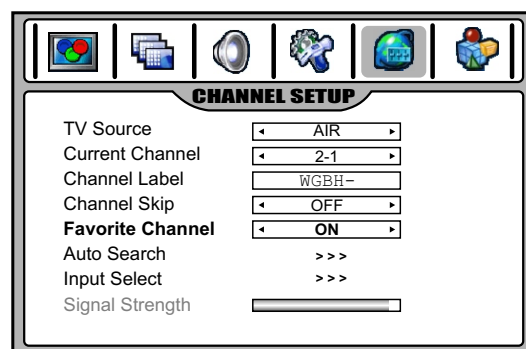 CHANNEL SETUP
TV Source AIR
Current Channel 2-1
Channel Label WGBH-
Channel Skip OFF
Favorite Channel ON
Auto Search >>>
Input Select >>>
Signal Strength